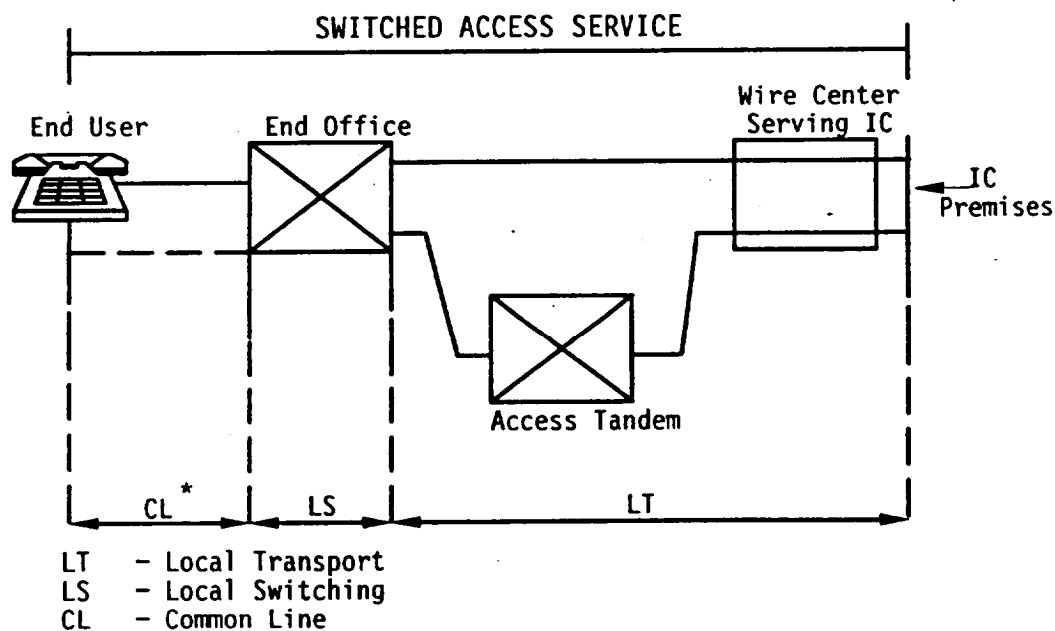 SWITCHED ACCESS SERVICE
End User
End Office
Wire Center
Serving IC
IC
Premises
Access Tandem
CL*
LS
LT
LT - Local Transport
LS - Local Switching
CL - Common Line